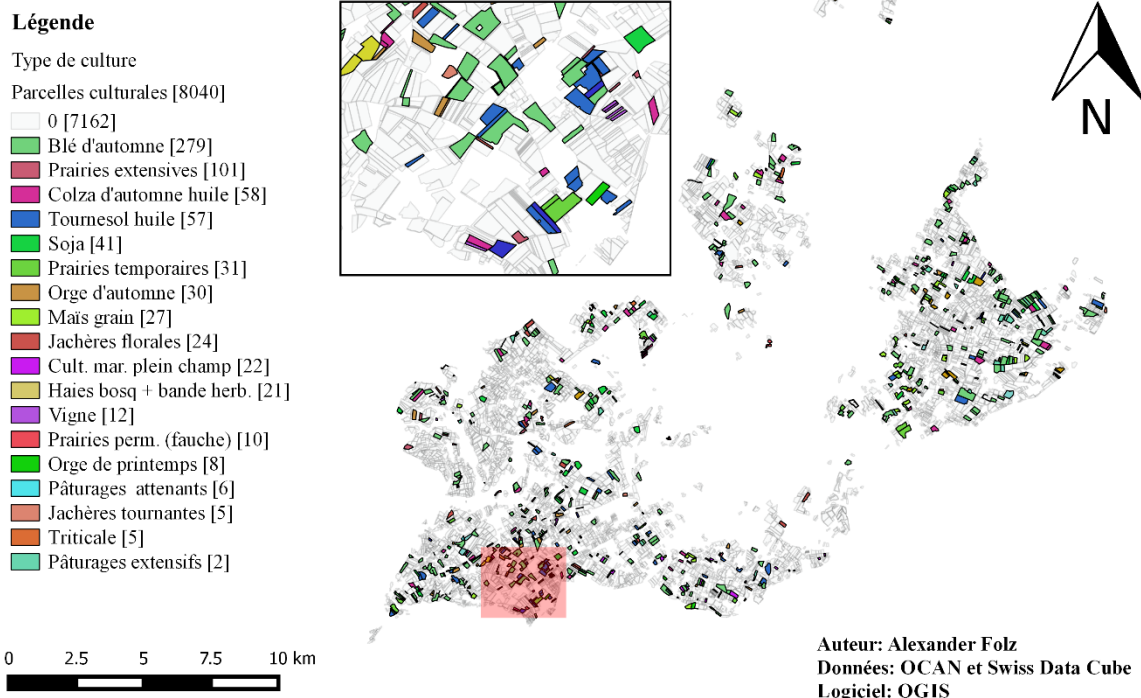 Légende
Type de culture
Parcelles culturales [8040]
0 [7162]
Blé d'automne [279]
Prairies extensives [101]
Colza d'automne huile [58]
Tournesol huile [57]
Soja [41]
Prairies temporaires [31]
Orge d'automne [30]
Maïs grain [27]
Jachères florales [24]
Cult. mar. plein champ [22]
Haies bosq + bande herb. [21]
Vigne [12]
Prairies perm. (fauche) [10]
Orge de printemps [8]
Pâturages attenants [6]
Jachères tournantes [5]
Triticale [5]
Pâturages extensifs [2]
0 2.5 5 7.5 10 km
N
Auteur: Alexander Folz
Données: OCAN et Swiss Data Cube
Logiciel: QGIS